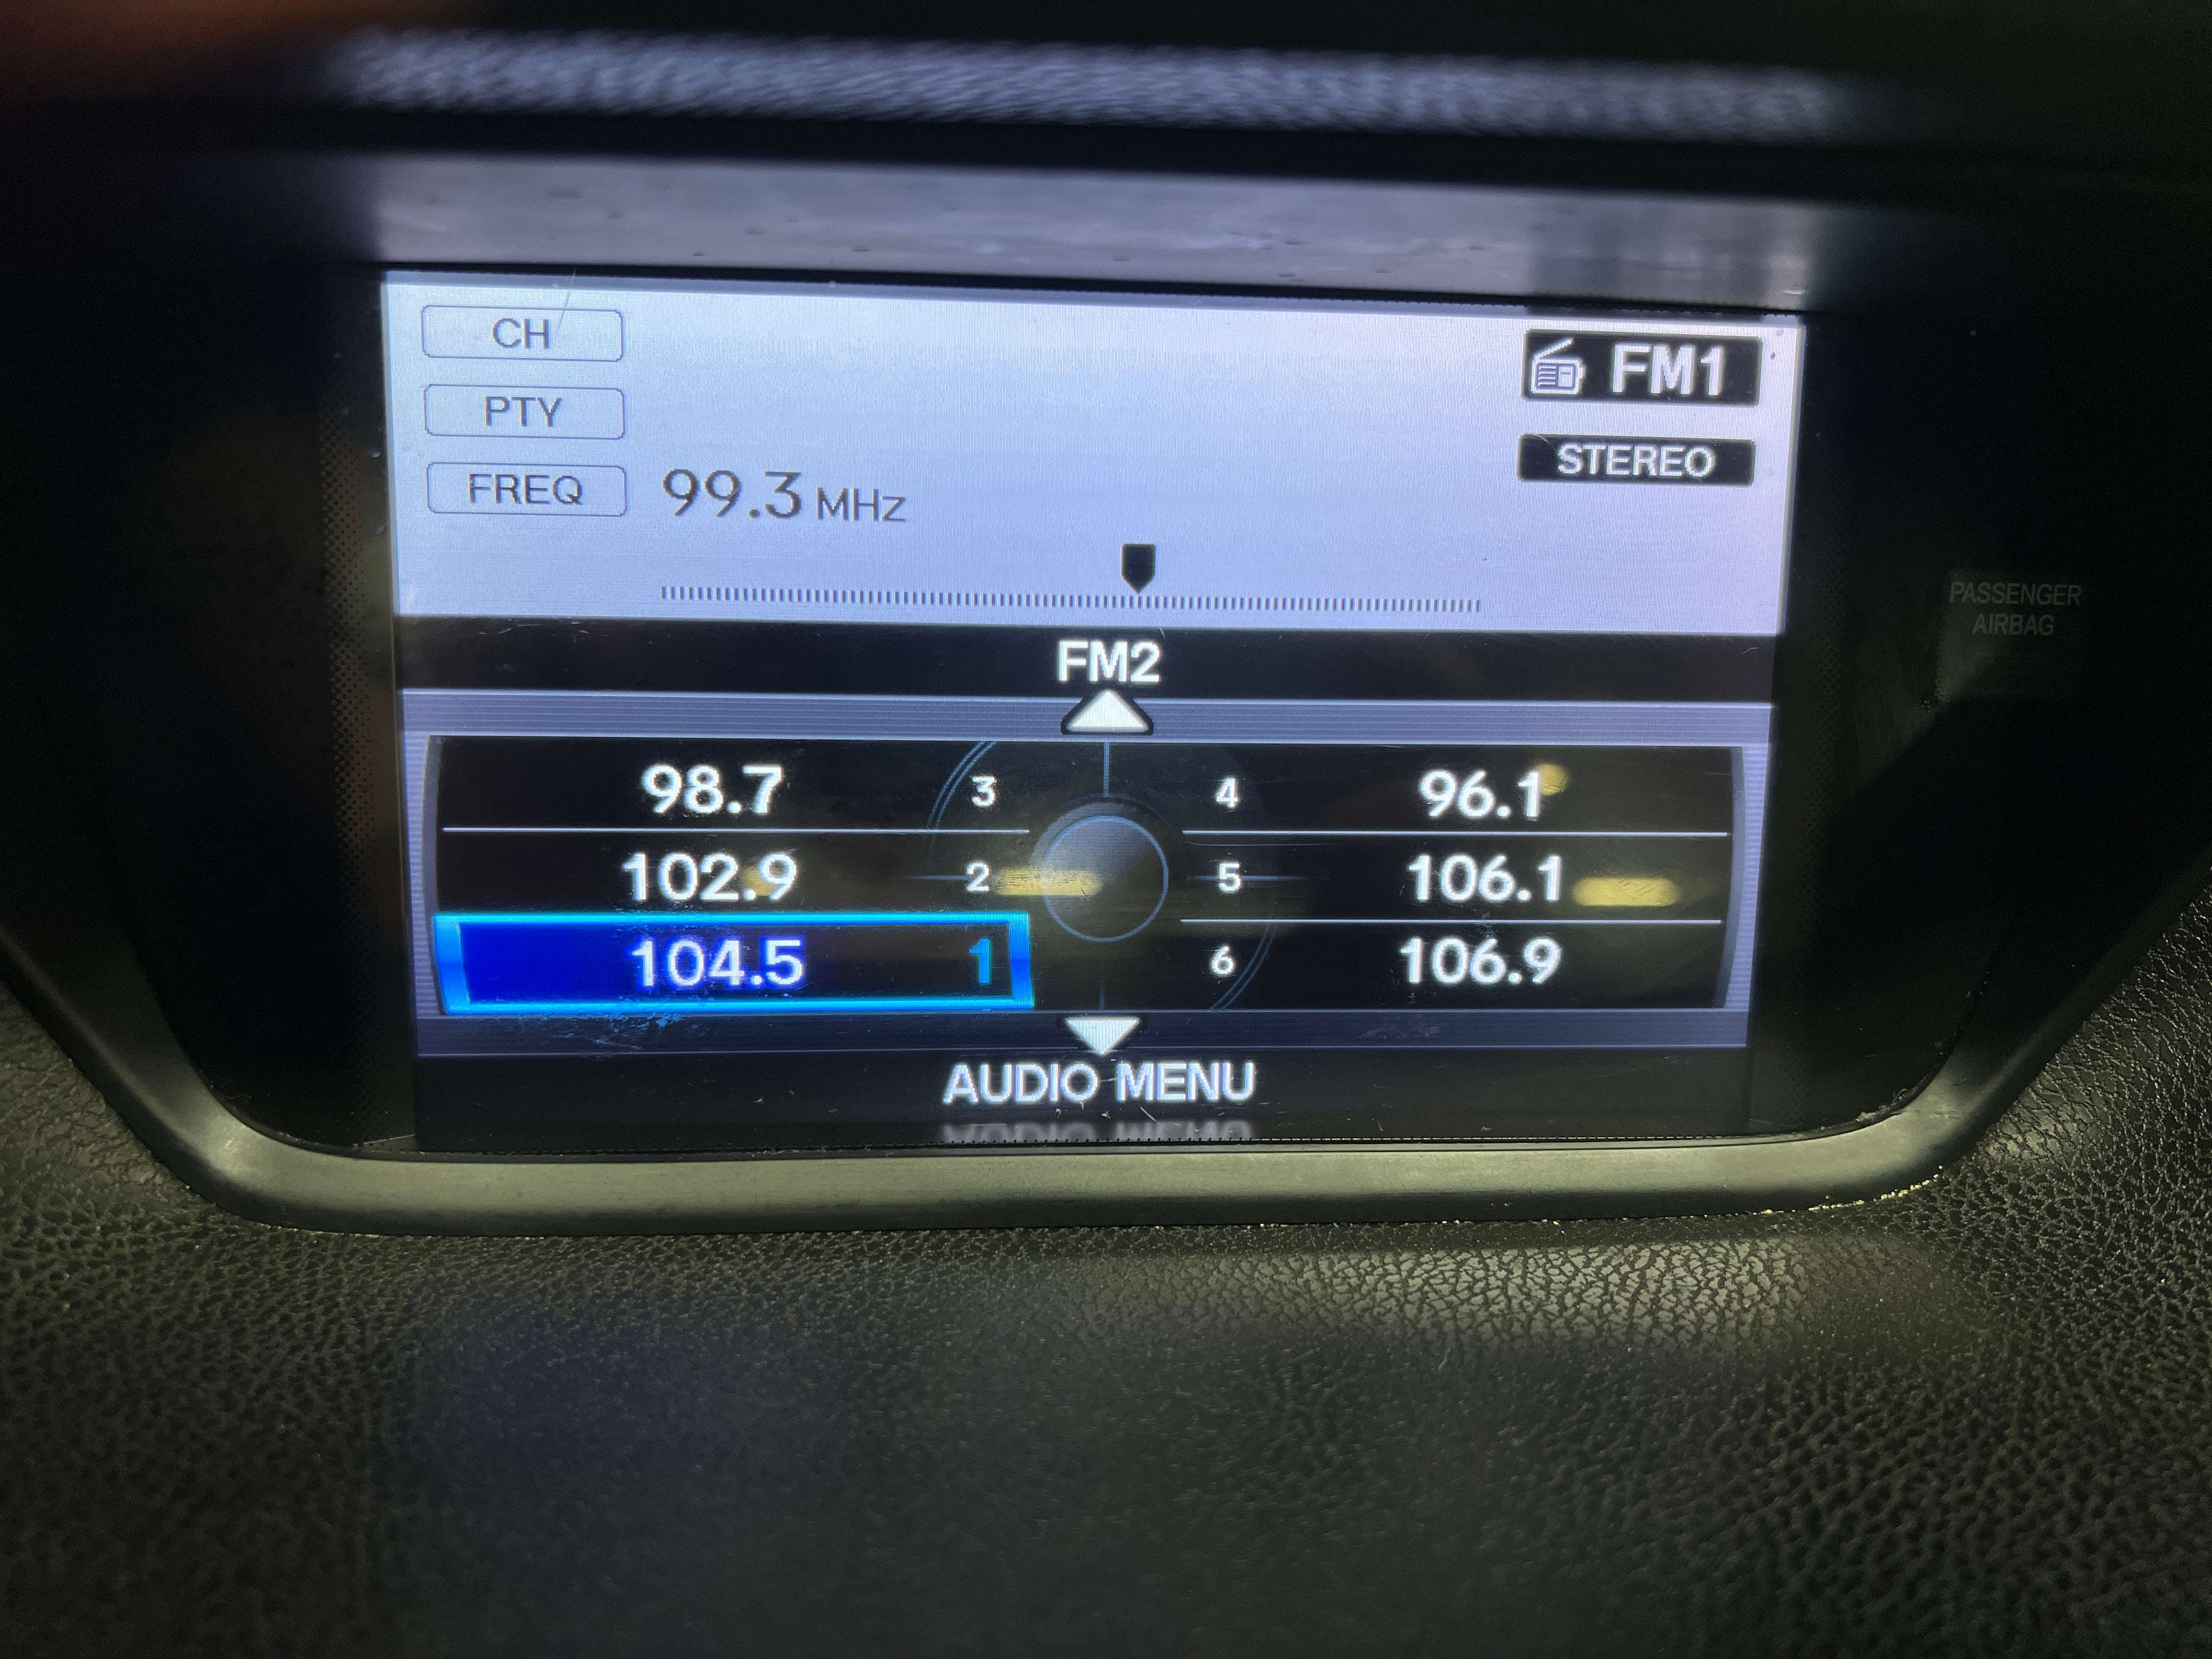 CH
FM1
PTY
STEREO
FREQ 99.3 MHz
PASSENGER
AIRBAG
FM2
98.7 3 4 96.1
102.9 2 5 106.1
104.5 1 6 106.9
AUDIO MENU